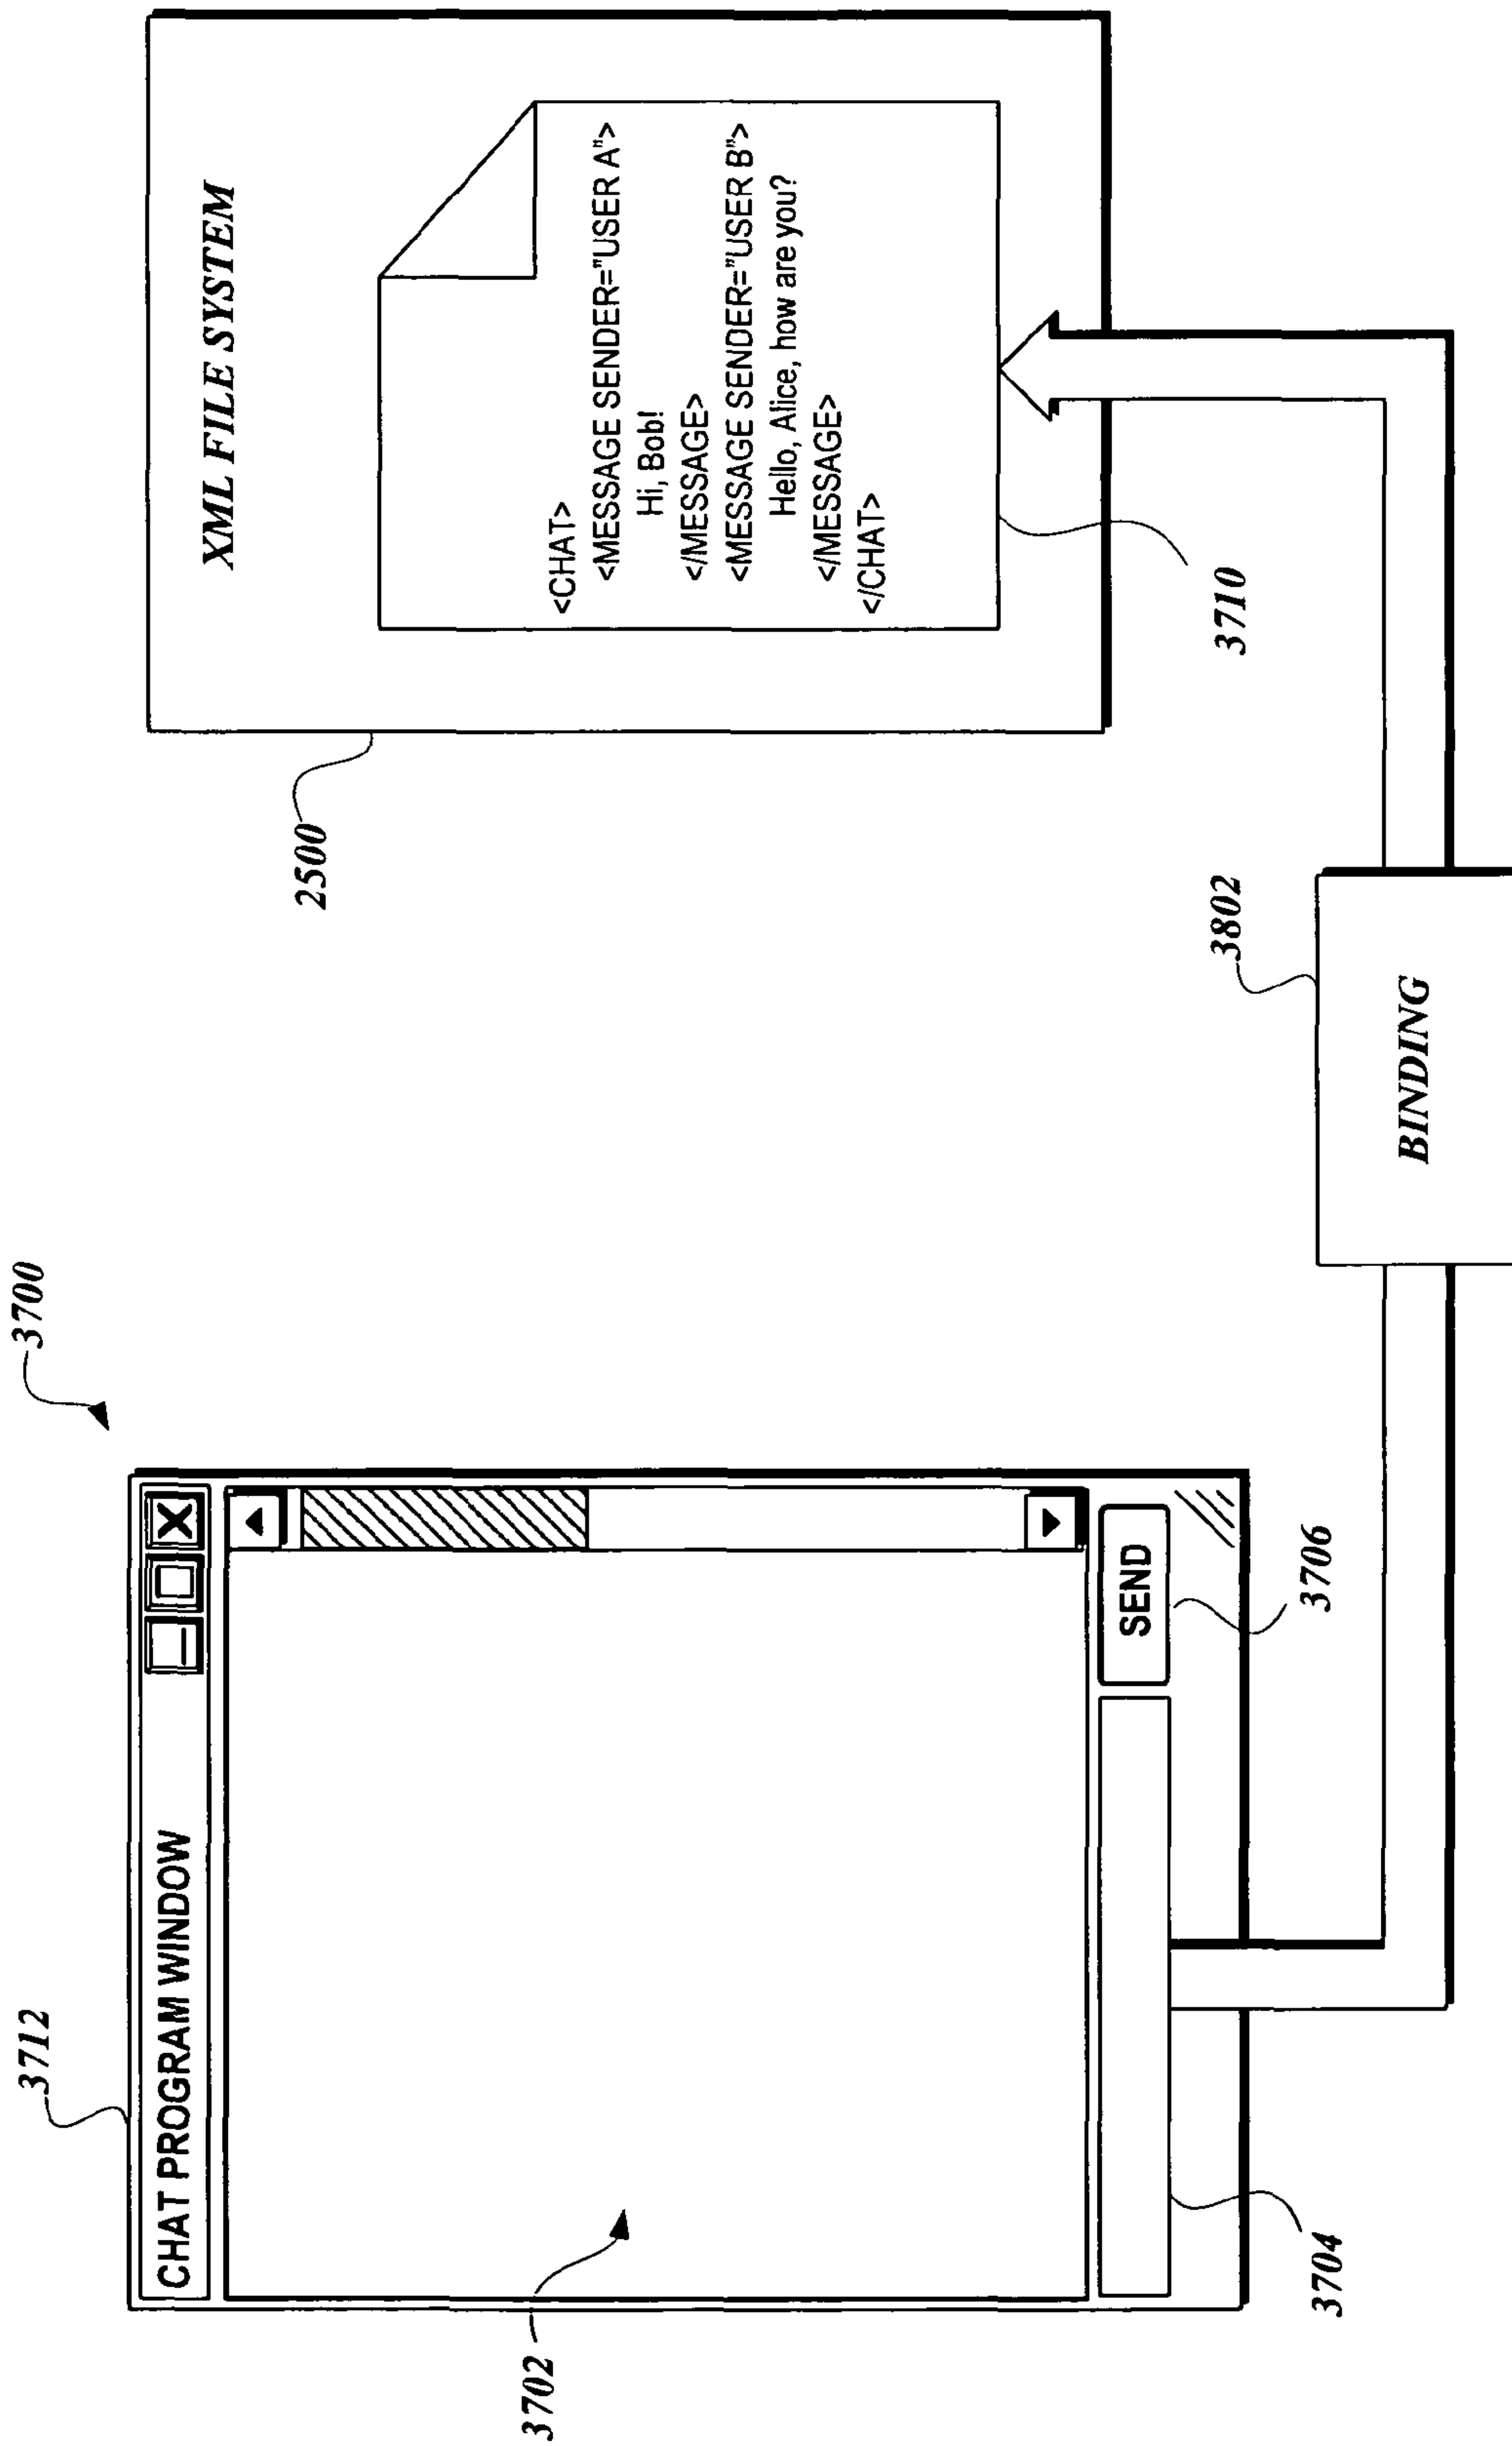 3700
3712
CHAT PROGRAM WINDOW
3702
SEND
3704
3706
2500
XML FILE SYSTEM
<CHAT>
<MESSAGE SENDER="USER A">
Hi, Bob!
</MESSAGE>
<MESSAGE SENDER="USER B">
Hello, Alice, how are you?
</MESSAGE>
</CHAT>
3710
3802
BINDING